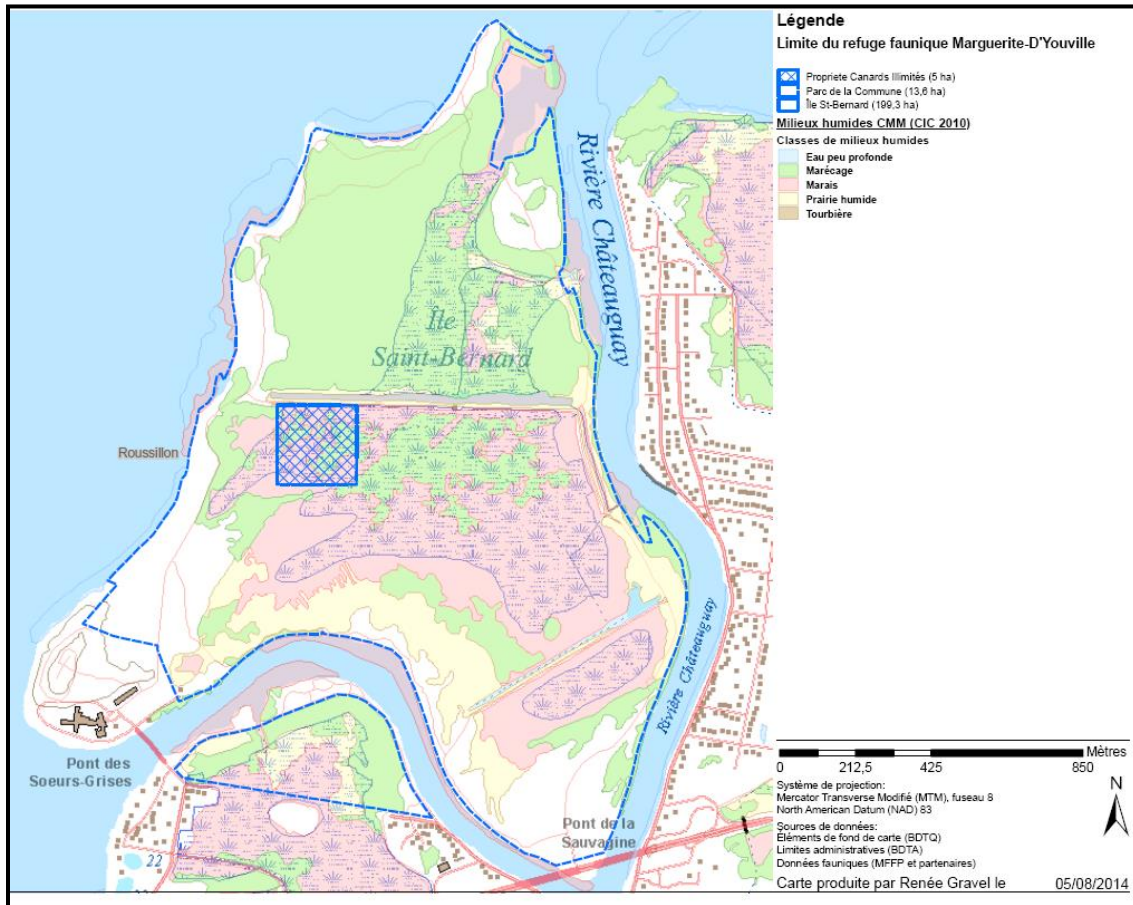 Légende
Limite du refuge faunique Marguerite-D'Youville
Propriete Canards Illimités (5 ha)
Parc de la Commune (13,6 ha)
Île St-Bernard (199,3 ha)
Milieux humides CMM (CIC 2010)
Classes de milieux humides
Eau peu profonde
Marécage
Marais
Prairie humide
Tourbière
Rivière Châteauguay
Île
Saint-Bernard
Roussillon
Rivière Châteauguay
Pont des
Soeurs-Grises
Pont de la
Sauvagine
22
Mètres
0 212,5 425 850
N
Système de projection:
Mercator Transverse Modifié (MTM), fuseau 8
North American Datum (NAD) 83
Sources de données:
Éléments de fond de carte (BDTQ)
Limites administratives (BDTA)
Données fauniques (MFFP et partenaires)
Carte produite par Renée Gravel le 05/08/2014